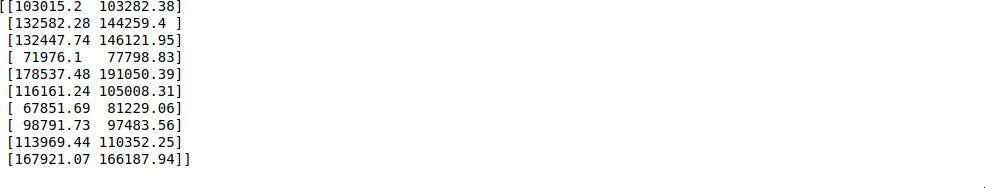 [[103015.2  103282.38]
 [132582.28 144259.4 ]
 [132447.74 146121.95]
 [ 71976.1   77798.83]
 [178537.48 191050.39]
 [116161.24 105008.31]
 [ 67851.69  81229.06]
 [ 98791.73  97483.56]
 [113969.44 110352.25]
 [167921.07 166187.94]]